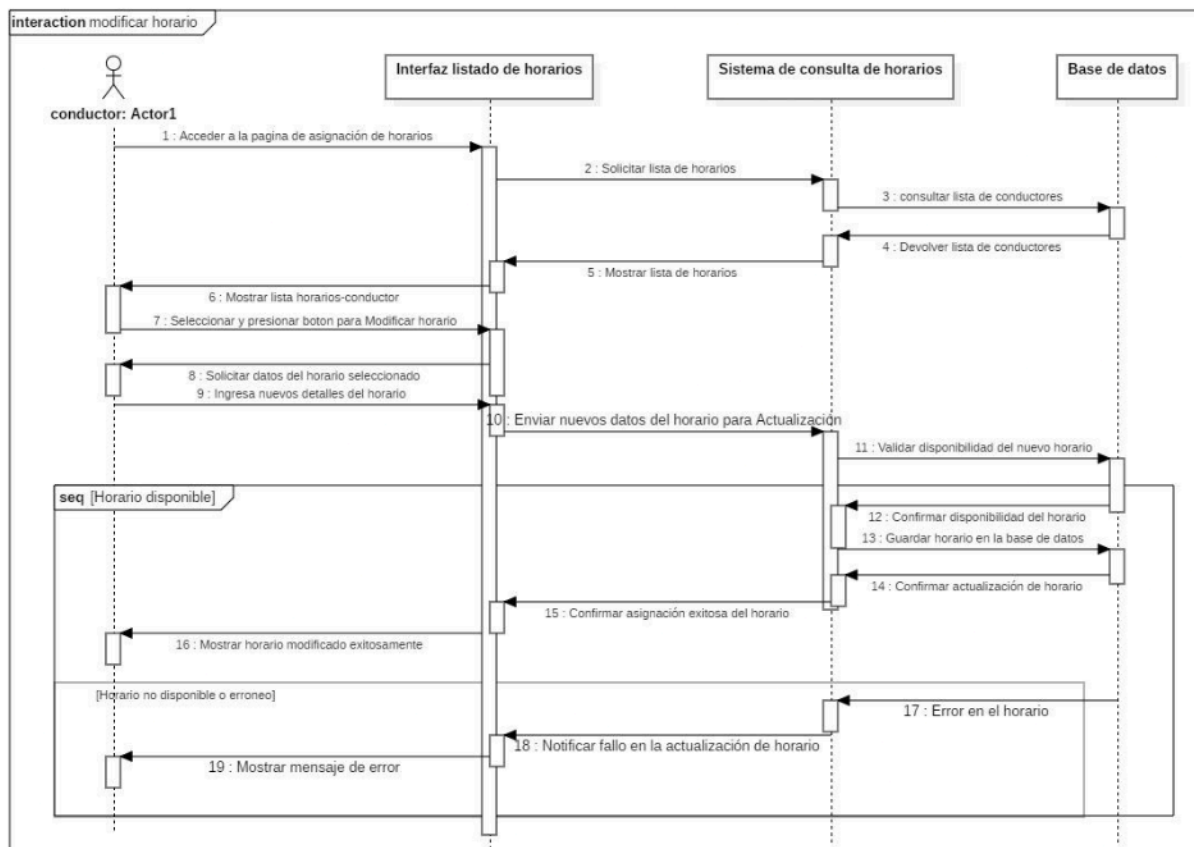 interaction modificar horario
Interfaz listado de horarios
Sistema de consulta de horarios
Base de datos
conductor: Actor1
1 : Acceder a la pagina de asignación de horarios
2 : Solicitar lista de horarios
3 : consultar lista de conductores
4 : Devolver lista de conductores
5 : Mostrar lista de horarios
6 : Mostrar lista horarios-conductor
7 : Seleccionar y presionar boton para Modificar horario
8 : Solicitar datos del horario seleccionado
9 : Ingresa nuevos detalles del horario
10 : Enviar nuevos datos del horario para Actualización
11 : Validar disponibilidad del nuevo horario
seq [Horario disponible]
12 : Confirmar disponibilidad del horario
13 : Guardar horario en la base de datos
14 : Confirmar actualización de horario
15 : Confirmar asignación exitosa del horario
16 : Mostrar horario modificado exitosamente
[Horario no disponible o erroneo]
17 : Error en el horario
18 : Notificar fallo en la actualización de horario
19 : Mostrar mensaje de error